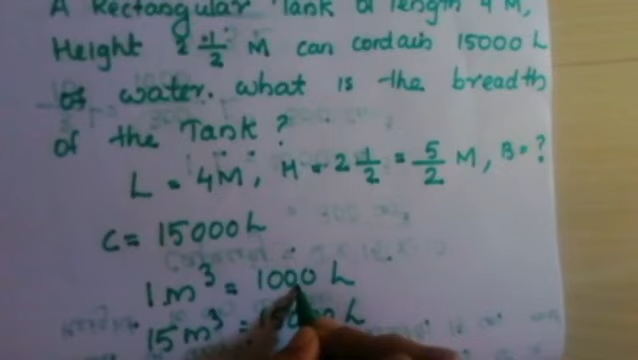 A Rectangular Tank of length 4 M,
Height 2 1/2 M can contain 15000 L
of water. what is the breadth
of the Tank?
L = 4M, H = 2 1/2 = 5/2 M, B = ?
C = 15000 L
1 m³ = 1000 L
15 m³ = L